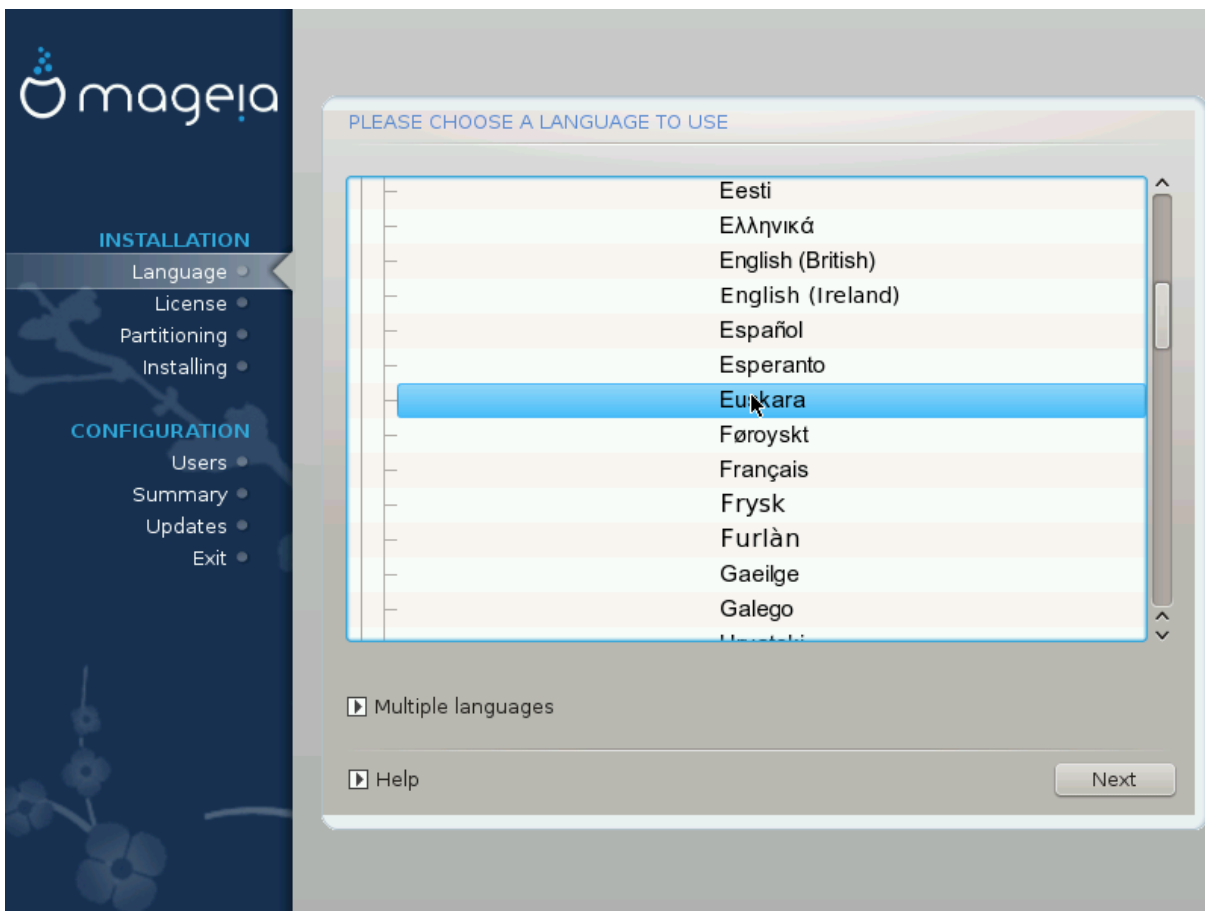 mageia
INSTALLATION
Language
License
Partitioning
Installing
CONFIGURATION
Users
Summary
Updates
Exit
PLEASE CHOOSE A LANGUAGE TO USE
Eesti
Ελληνικά
English (British)
English (Ireland)
Español
Esperanto
Euskara
Føroyskt
Français
Frysk
Furlàn
Gaeilge
Galego
Multiple languages
Help
Next